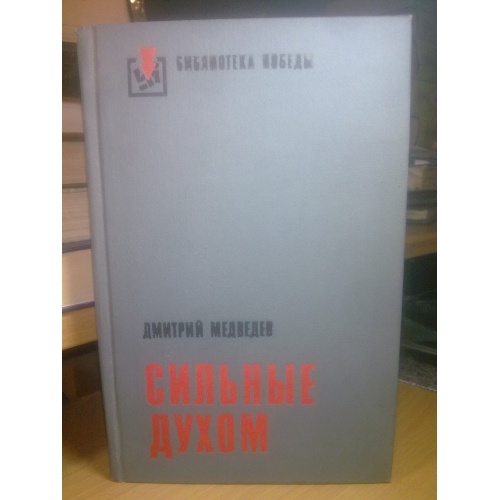 БИБЛИОТЕКА ПОБЕДЫ
ДМИТРИЙ МЕДВЕДЕВ
СИЛЬНЫЕ
ДУХОМ